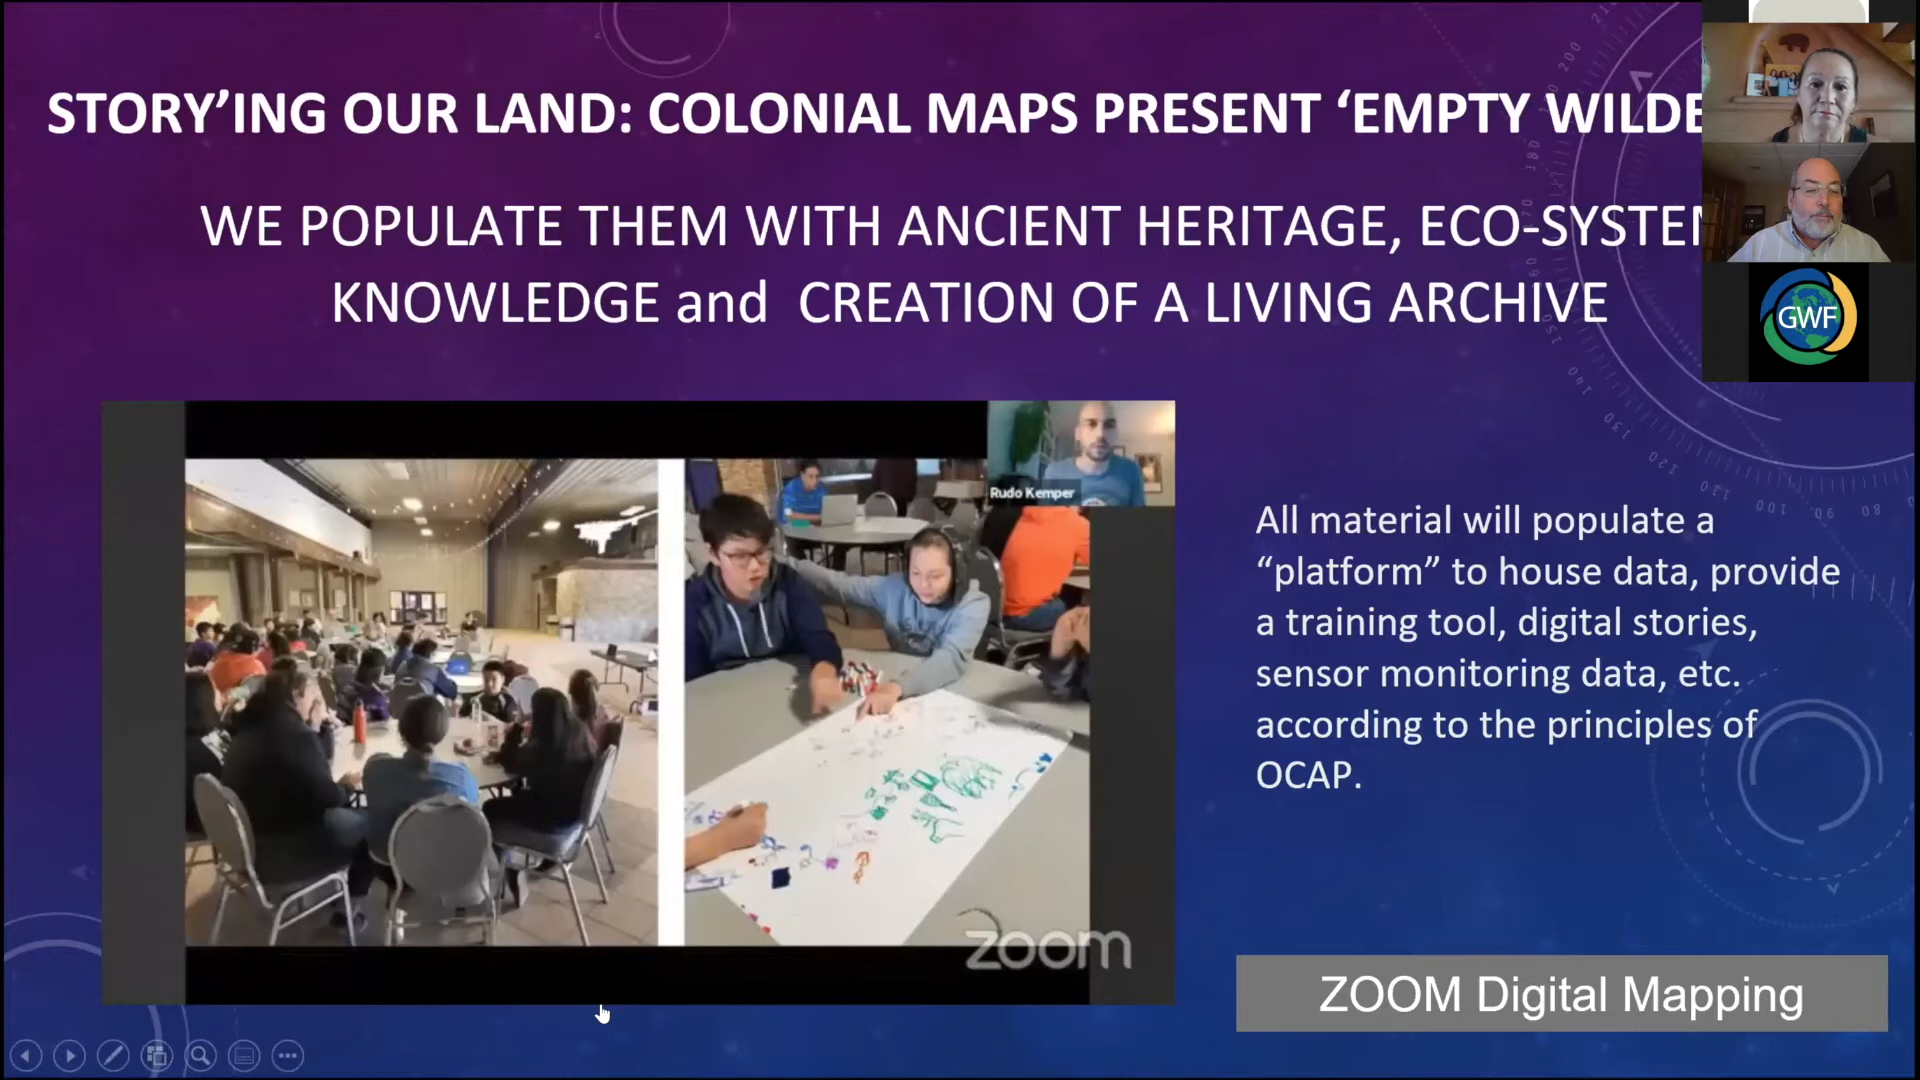 STORY’ING OUR LAND: COLONIAL MAPS PRESENT ‘EMPTY WILDE
WE POPULATE THEM WITH ANCIENT HERITAGE, ECO-SYSTEM
KNOWLEDGE and CREATION OF A LIVING ARCHIVE
GWF
Rudo Kemper
All material will populate a
“platform” to house data, provide
a training tool, digital stories,
sensor monitoring data, etc.
according to the principles of
OCAP.
zoom
ZOOM Digital Mapping